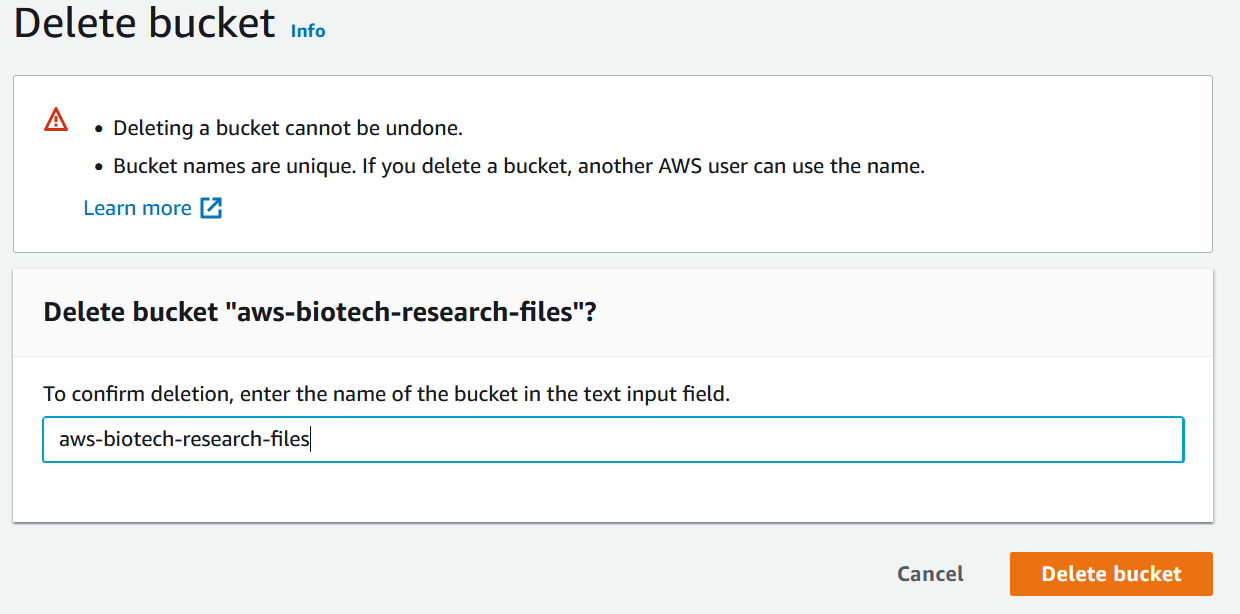 Delete bucket Info
Deleting a bucket cannot be undone.
Bucket names are unique. If you delete a bucket, another AWS user can use the name.
Learn more
Delete bucket "aws-biotech-research-files"?
To confirm deletion, enter the name of the bucket in the text input field.
aws-biotech-research-files
Cancel Delete bucket